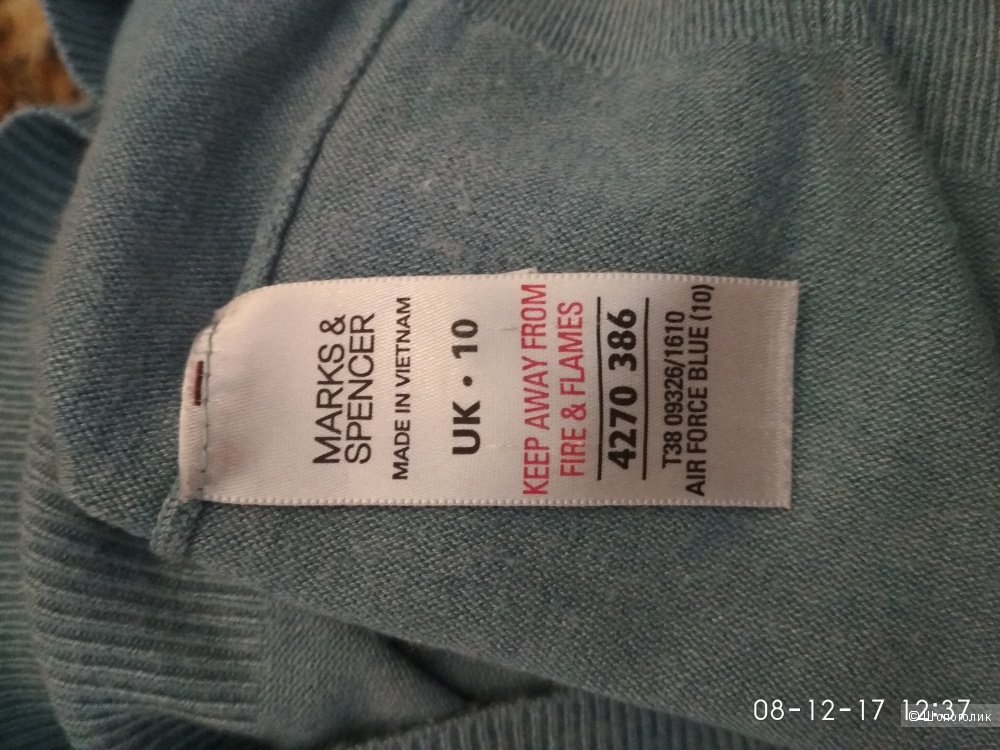 MARKS &
SPENCER
MADE IN VIETNAM
UK • 10
KEEP AWAY FROM
FIRE & FLAMES
4270 386
T38 09326/1610
AIR FORCE BLUE (10)
08-12-17 12:37
©Шопоголик